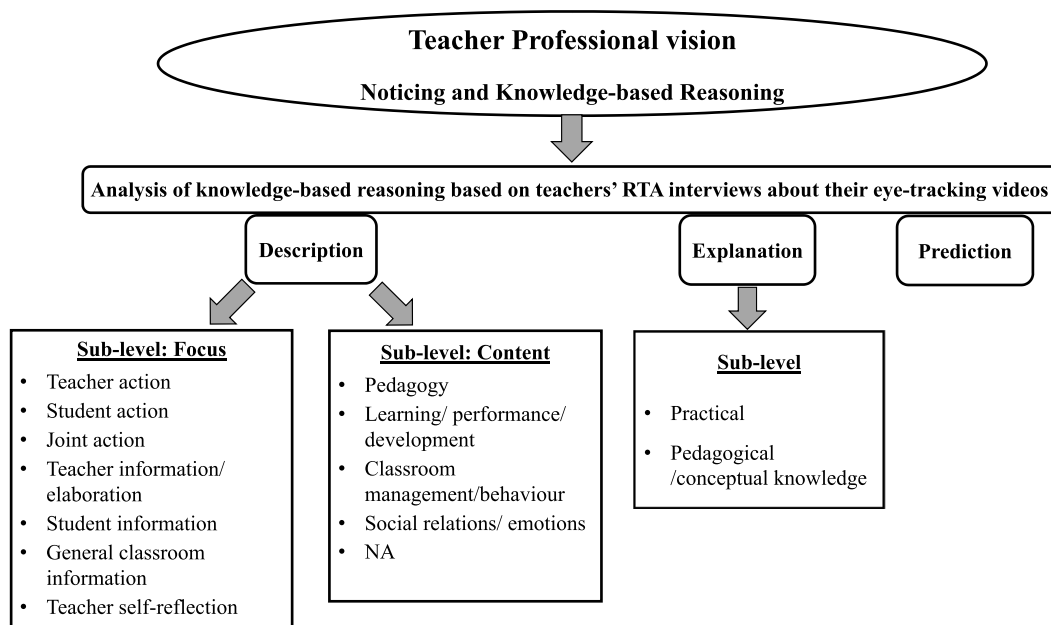 Teacher Professional vision
Noticing and Knowledge-based Reasoning
Analysis of knowledge-based reasoning based on teachers’ RTA interviews about their eye-tracking videos
Description
Explanation
Prediction
Sub-level: Focus
• Teacher action
• Student action
• Joint action
• Teacher information/
elaboration
• Student information
• General classroom
information
• Teacher self-reflection
Sub-level: Content
• Pedagogy
• Learning/ performance/
development
• Classroom
management/behaviour
• Social relations/ emotions
• NA
Sub-level
• Practical
• Pedagogical
/conceptual knowledge